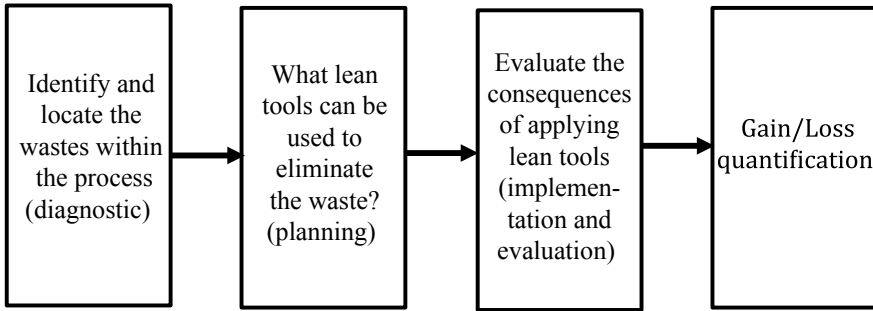 Identify and
locate the
wastes within
the process
(diagnostic)
What lean
tools can be
used to
eliminate
the waste?
(planning)
Evaluate the
consequences
of applying
lean tools
(implemen-
tation and
evaluation)
Gain/Loss
quantification